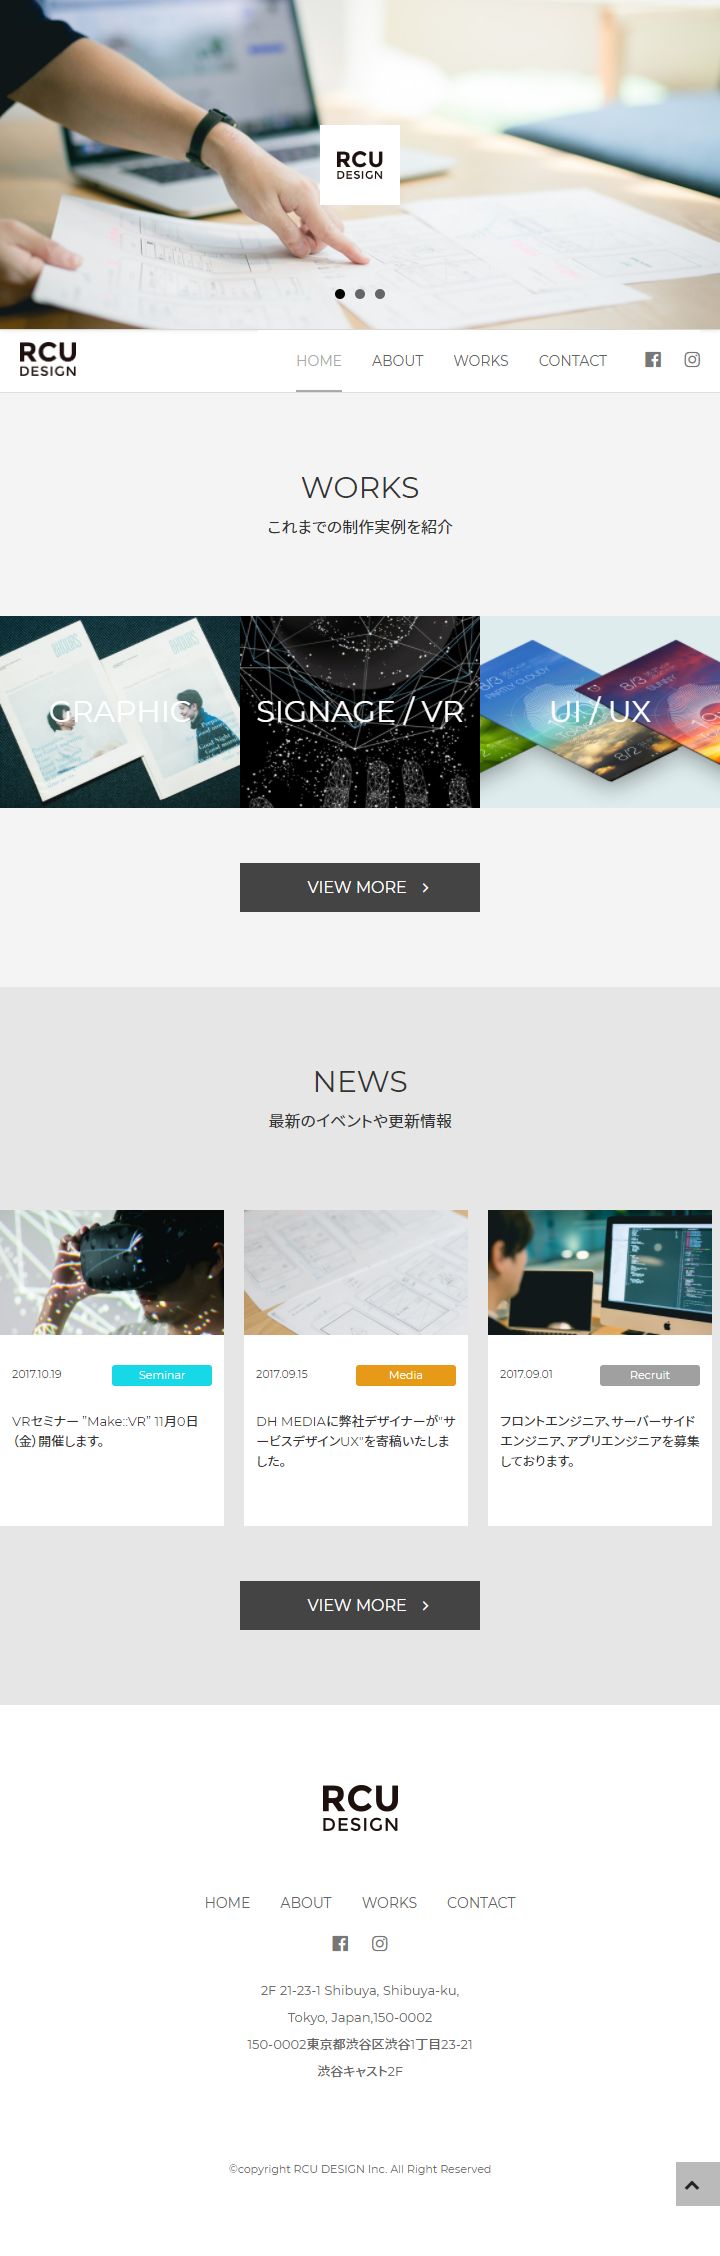 RCU
DESIGN
RCU
DESIGN
HOME
ABOUT
WORKS
CONTACT
WORKS
これまでの制作実例を紹介
GRAPHIC
SIGNAGE / VR
UI / UX
VIEW MORE
NEWS
最新のイベントや更新情報
2017.10.19
Seminar
VRセミナー ”Make::VR” 11月0日
（金）開催します。
2017.09.15
Media
DH MEDIAに弊社デザイナーが"サ
ービスデザインUX"を寄稿いたしま
した。
2017.09.01
Recruit
フロントエンジニア、サーバーサイド
エンジニア、アプリエンジニアを募集
しております。
VIEW MORE
RCU
DESIGN
HOME
ABOUT
WORKS
CONTACT
2F 21-23-1 Shibuya, Shibuya-ku,
Tokyo, Japan,150-0002
150-0002東京都渋谷区渋谷1丁目23-21
渋谷キャスト2F
©copyright RCU DESIGN Inc. All Right Reserved